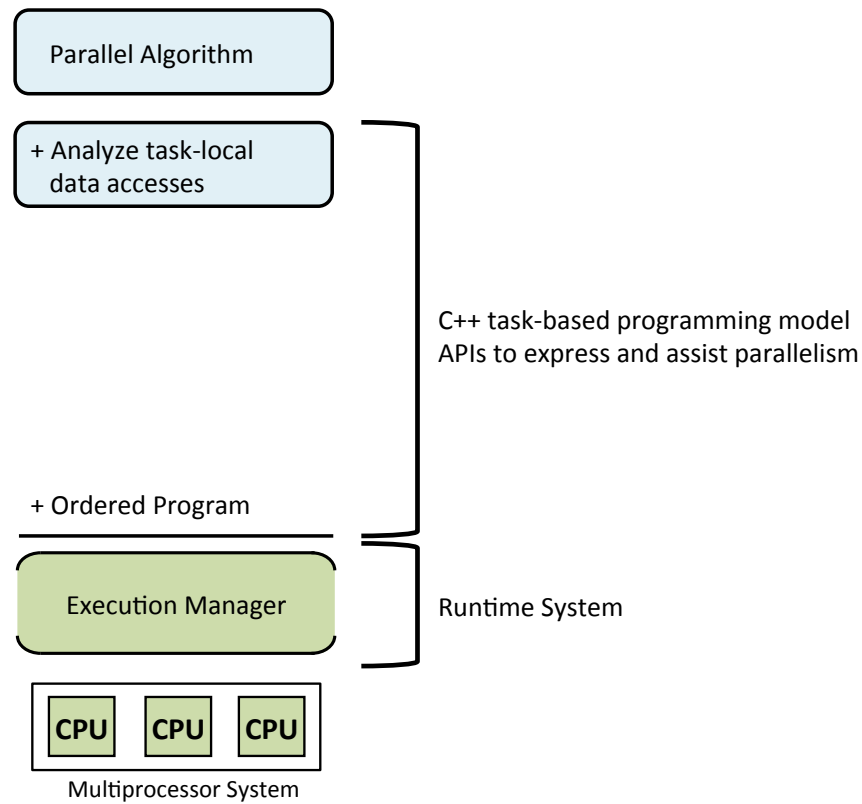 Parallel Algorithm
+ Analyze task-local
data accesses
C++ task-based programming model
APIs to express and assist parallelism
+ Ordered Program
Execution Manager
Runtime System
CPU CPU CPU
Multiprocessor System